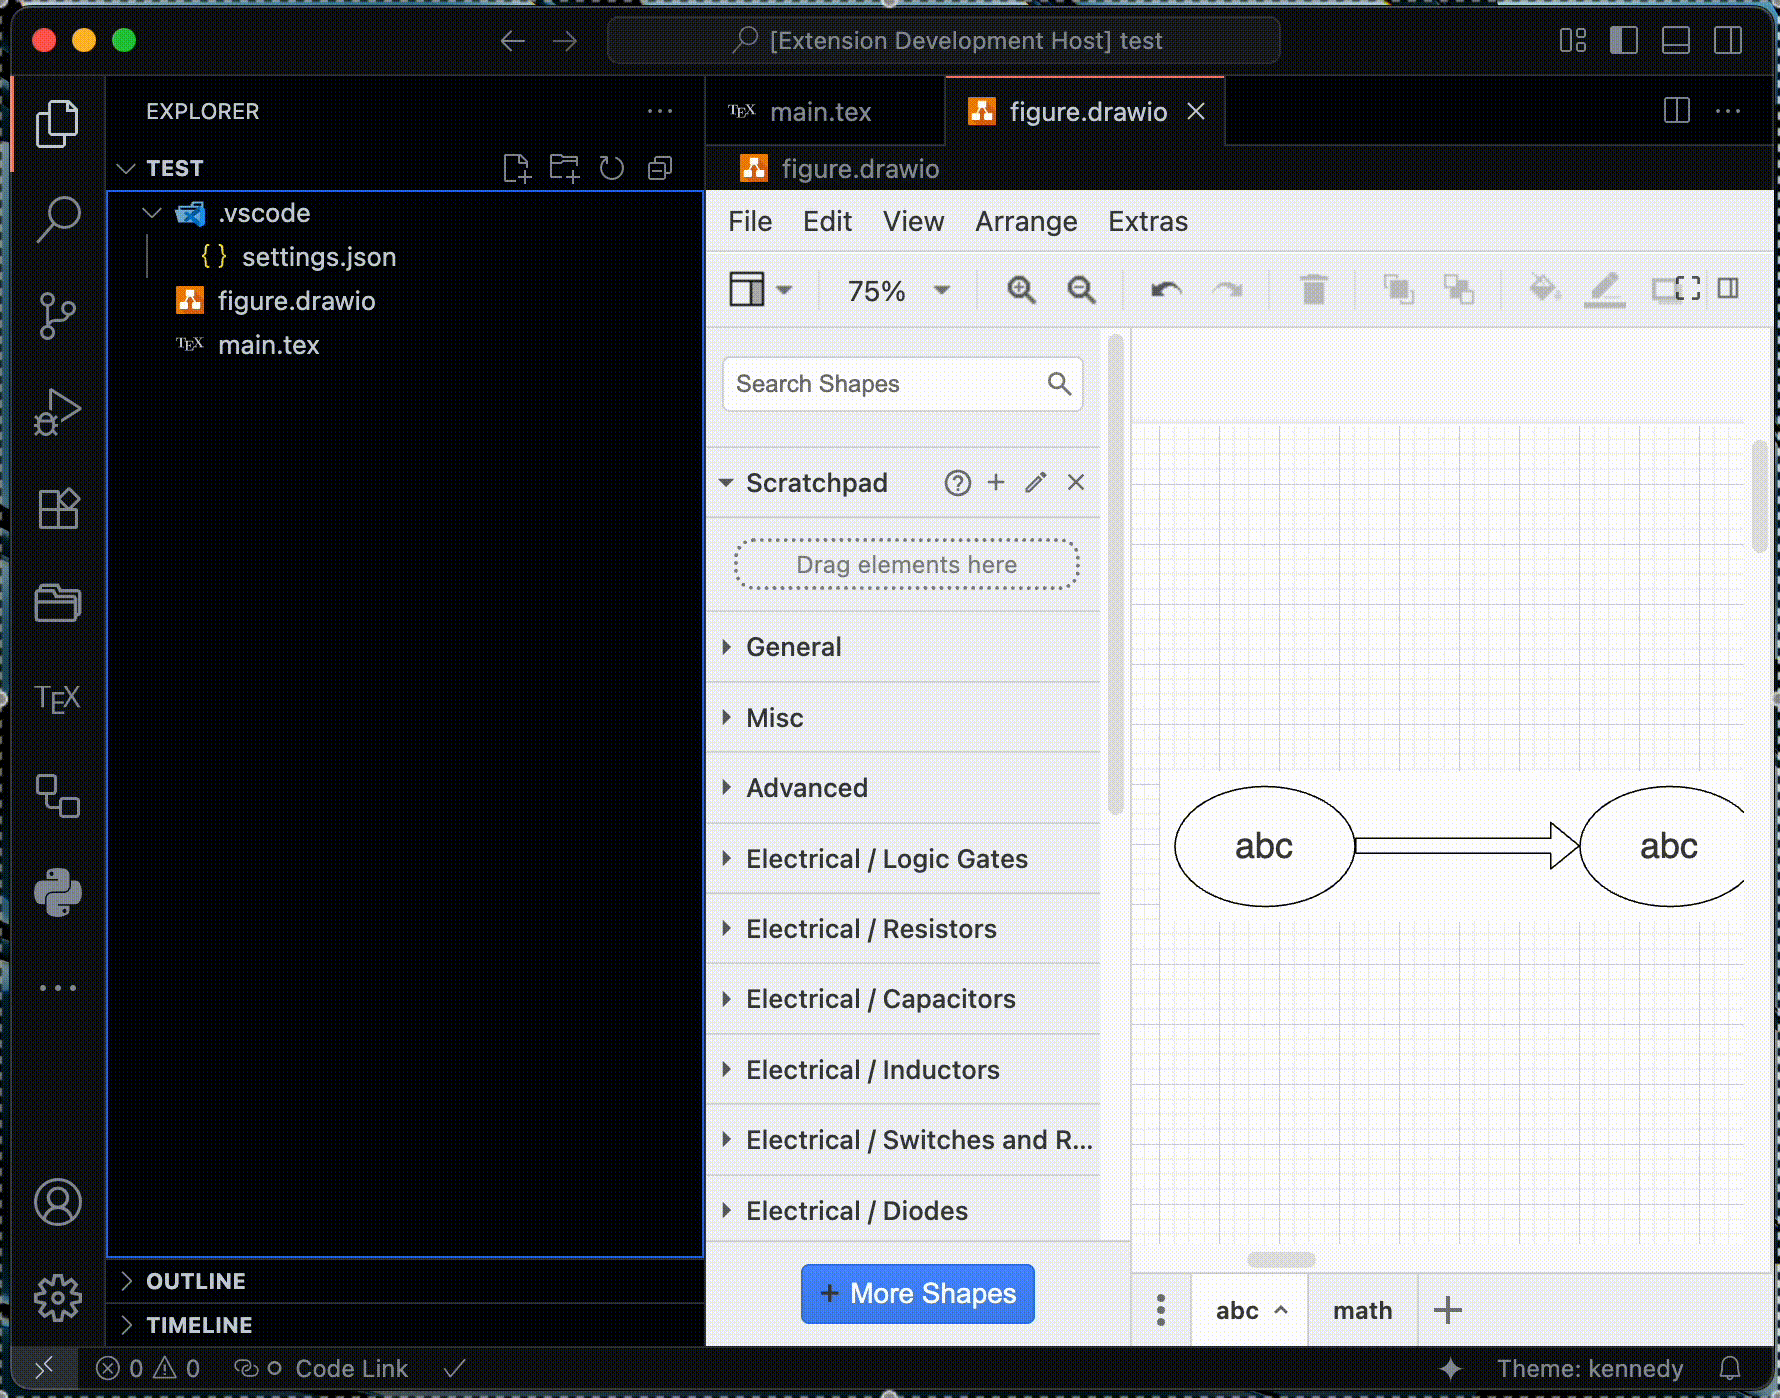 [Extension Development Host] test
EXPLORER
TEX main.tex
figure.drawio
TEST
figure.drawio
.vscode
{} settings.json
figure.drawio
TEX main.tex
File Edit View Arrange Extras
75%
Search Shapes
Scratchpad
Drag elements here
General
Misc
Advanced
Electrical / Logic Gates
Electrical / Resistors
Electrical / Capacitors
Electrical / Inductors
Electrical / Switches and R...
Electrical / Diodes
+ More Shapes
abc
abc
abc
math
TEX
OUTLINE
TIMELINE
0 0 Code Link
Theme: kennedy